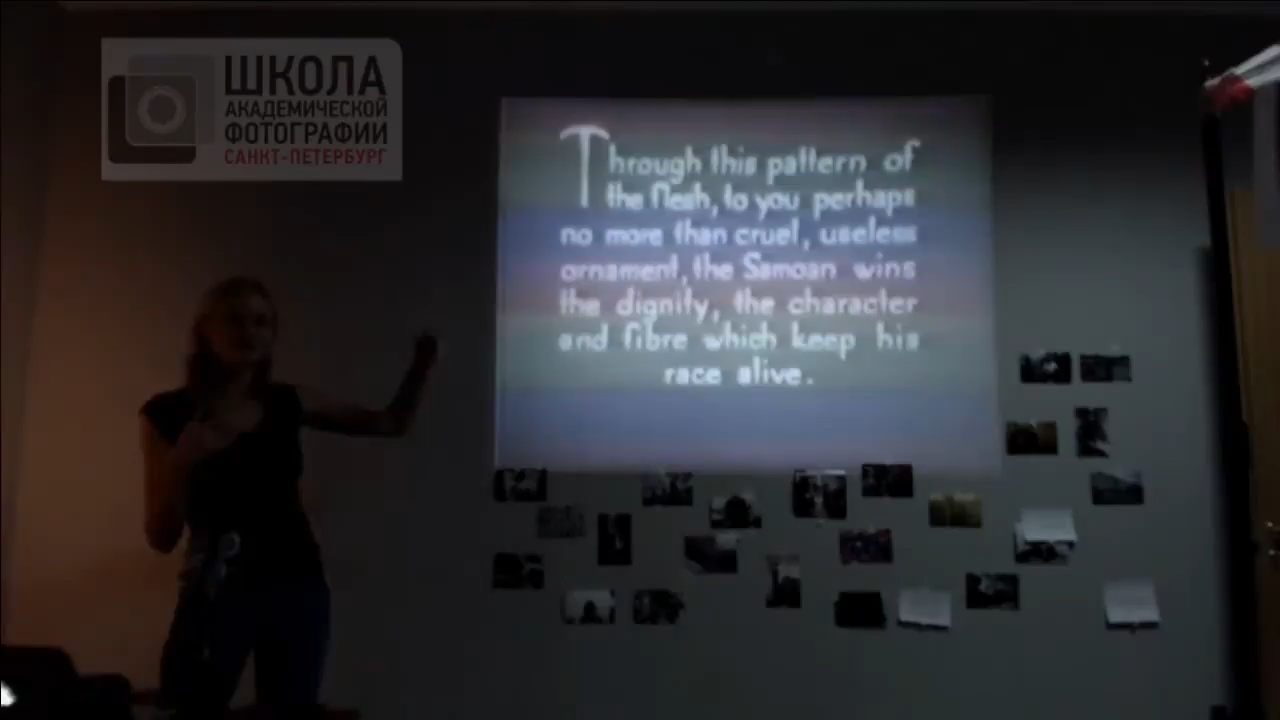 ШКОЛА
АКАДЕМИЧЕСКОЙ
ФОТОГРАФИИ
САНКТ-ПЕТЕРБУРГ
Through this pattern of
the flesh, to you perhaps
no more than cruel, useless
ornament, the Samoan wins
the dignity, the character
and fibre which keep his
race alive.